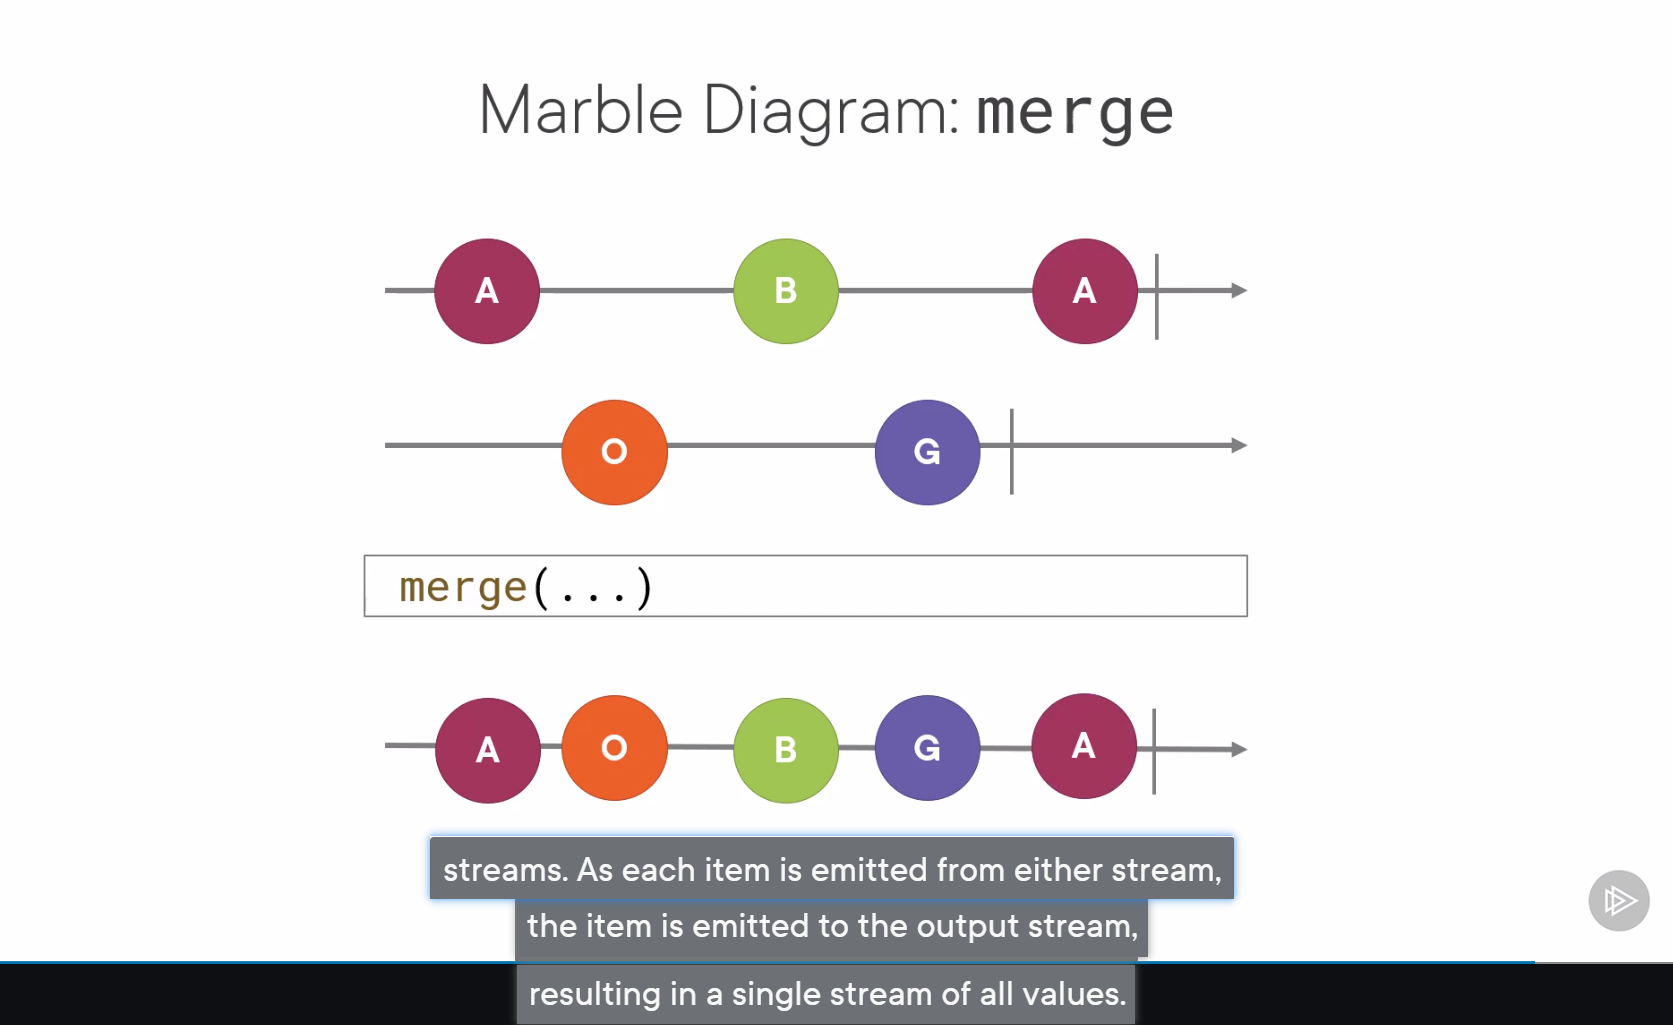 Marble Diagram: merge
A B A
O G
merge(...)
A O B G A
streams. As each item is emitted from either stream,
the item is emitted to the output stream,
resulting in a single stream of all values.